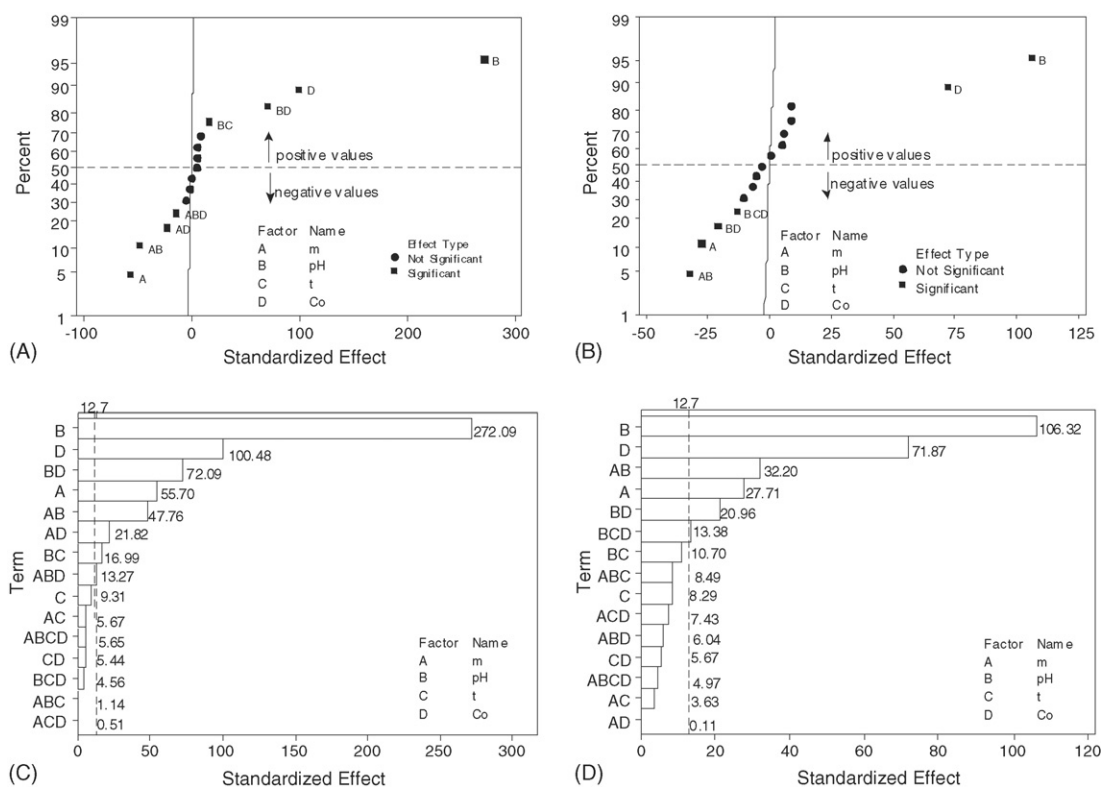 99
95
90
80
70
60
50
40
30
20
10
5
1
Percent
B
D
BD
BC
positive values
negative values
ABD
AD
AB
A
Factor Name
A m
B pH
C t
D Co
Effect Type
Not Significant
Significant
-100 0 100 200 300
Standardized Effect
(A)
99
95
90
80
70
60
50
40
30
20
10
5
1
Percent
B
D
positive values
negative values
BCD
BD
A
AB
Factor Name
A m
B pH
C t
D Co
Effect Type
Not Significant
Significant
-50 -25 0 25 50 75 100 125
Standardized Effect
(B)
12.7
Term
B 272.09
D 100.48
BD 72.09
A 55.70
AB 47.76
AD 21.82
BC 16.99
ABD 13.27
C 9.31
AC 5.67
ABCD 5.65
CD 5.44
BCD 4.56
ABC 1.14
ACD 0.51
Factor Name
A m
B pH
C t
D Co
0 50 100 150 200 250 300
Standardized Effect
(C)
12.7
Term
B 106.32
D 71.87
AB 32.20
A 27.71
BD 20.96
BCD 13.38
BC 10.70
ABC 8.49
C 8.29
ACD 7.43
ABD 6.04
CD 5.67
ABCD 4.97
AC 3.63
AD 0.11
Factor Name
A m
B pH
C t
D Co
0 20 40 60 80 100 120
Standardized Effect
(D)